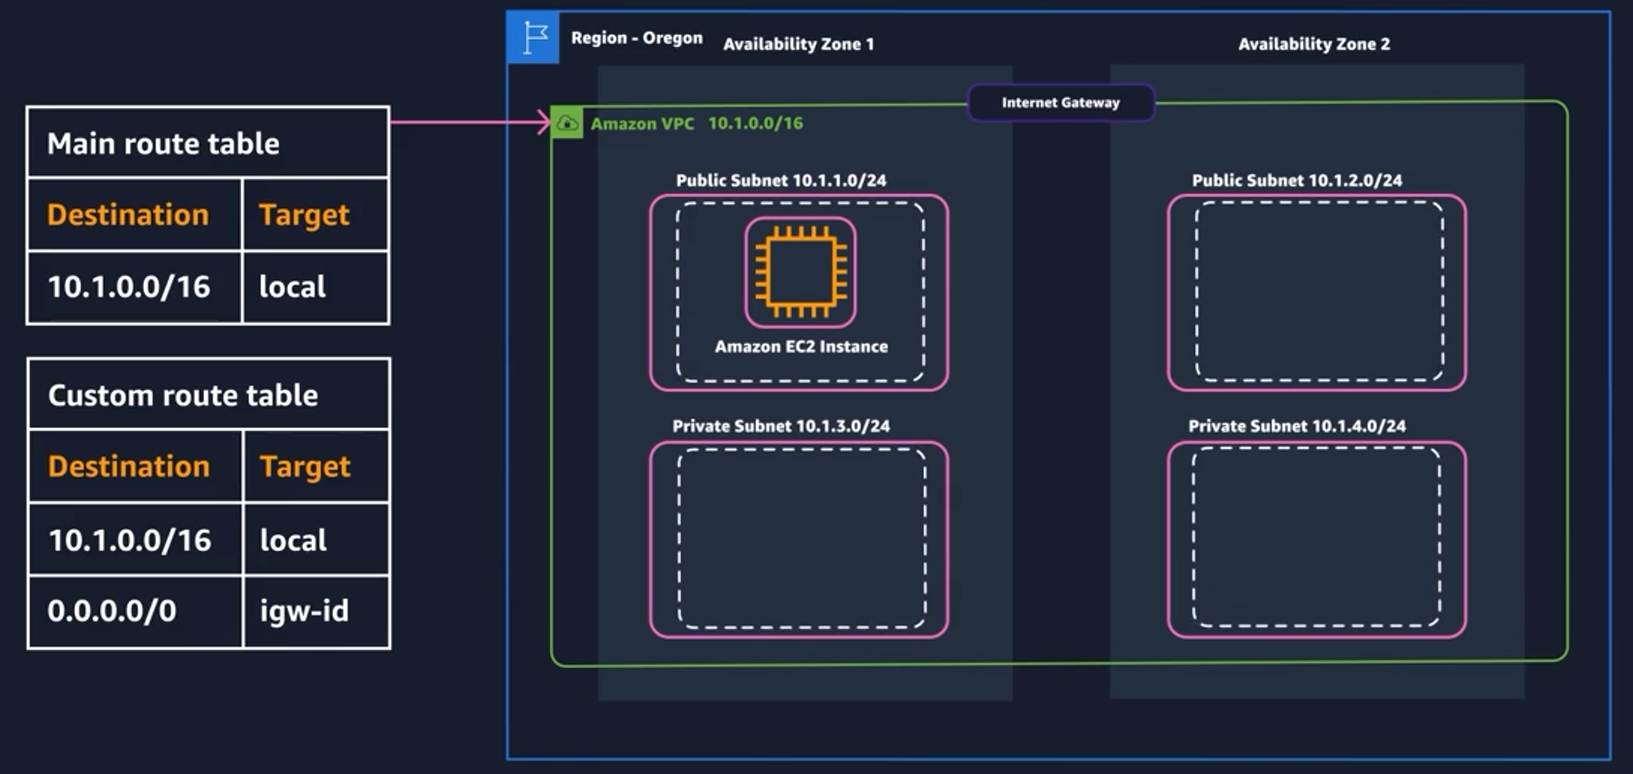 Region - Oregon
Availability Zone 1
Availability Zone 2
Internet Gateway
Amazon VPC 10.1.0.0/16
Main route table
Destination Target
10.1.0.0/16 local
Custom route table
Destination Target
10.1.0.0/16 local
0.0.0.0/0 igw-id
Public Subnet 10.1.1.0/24
Amazon EC2 Instance
Public Subnet 10.1.2.0/24
Private Subnet 10.1.3.0/24
Private Subnet 10.1.4.0/24